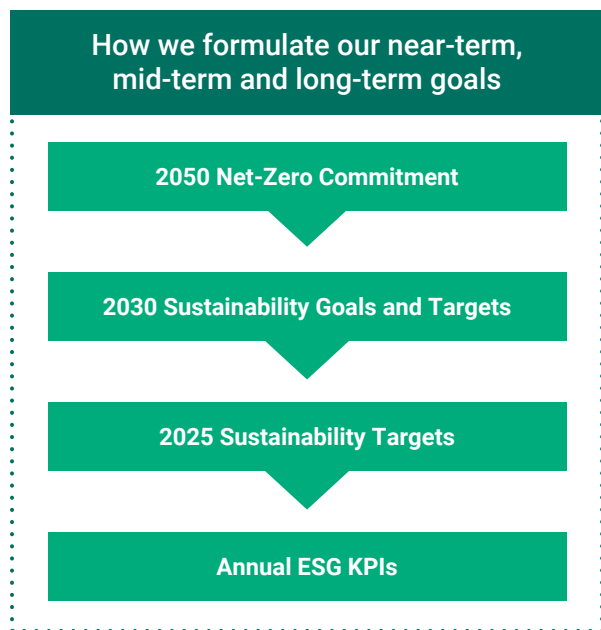 How we formulate our near-term,
mid-term and long-term goals
2050 Net-Zero Commitment
2030 Sustainability Goals and Targets
2025 Sustainability Targets
Annual ESG KPIs